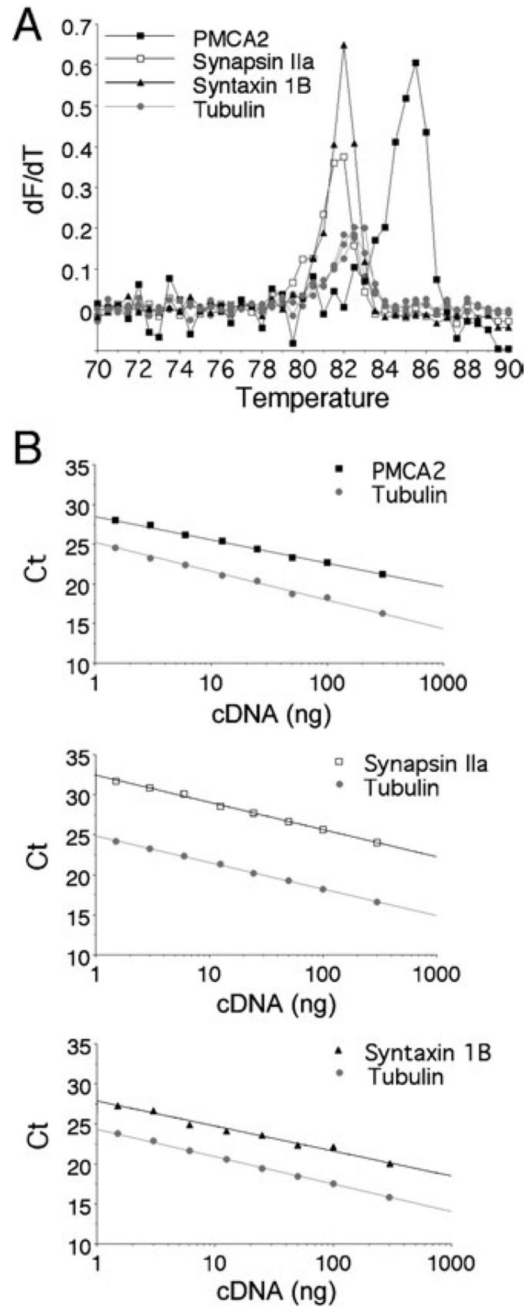 A
PMCA2
Synapsin IIa
Syntaxin 1B
Tubulin
0.7
0.6
0.5
0.4
0.3
0.2
0.1
0
dF/dT
70 72 74 76 78 80 82 84 86 88 90
Temperature
B
PMCA2
Tubulin
35
30
25
20
15
10
Ct
1 10 100 1000
cDNA (ng)
Synapsin IIa
Tubulin
35
30
25
20
15
10
Ct
1 10 100 1000
cDNA (ng)
Syntaxin 1B
Tubulin
35
30
25
20
15
10
Ct
1 10 100 1000
cDNA (ng)